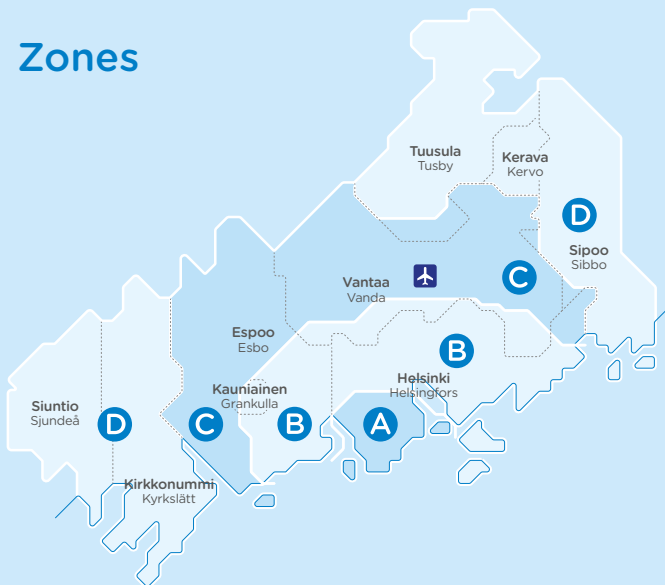 Zones
Tuusula
Tusby
Kerava
Kervo
D
Sipoo
Sibbo
C
Vantaa
Vanda
Espoo
Esbo
B
Helsinki
Helsingfors
Kauniainen
Grankulla
Siuntio
Sjundeå
D
C
B
A
Kirkkonummi
Kyrkslätt